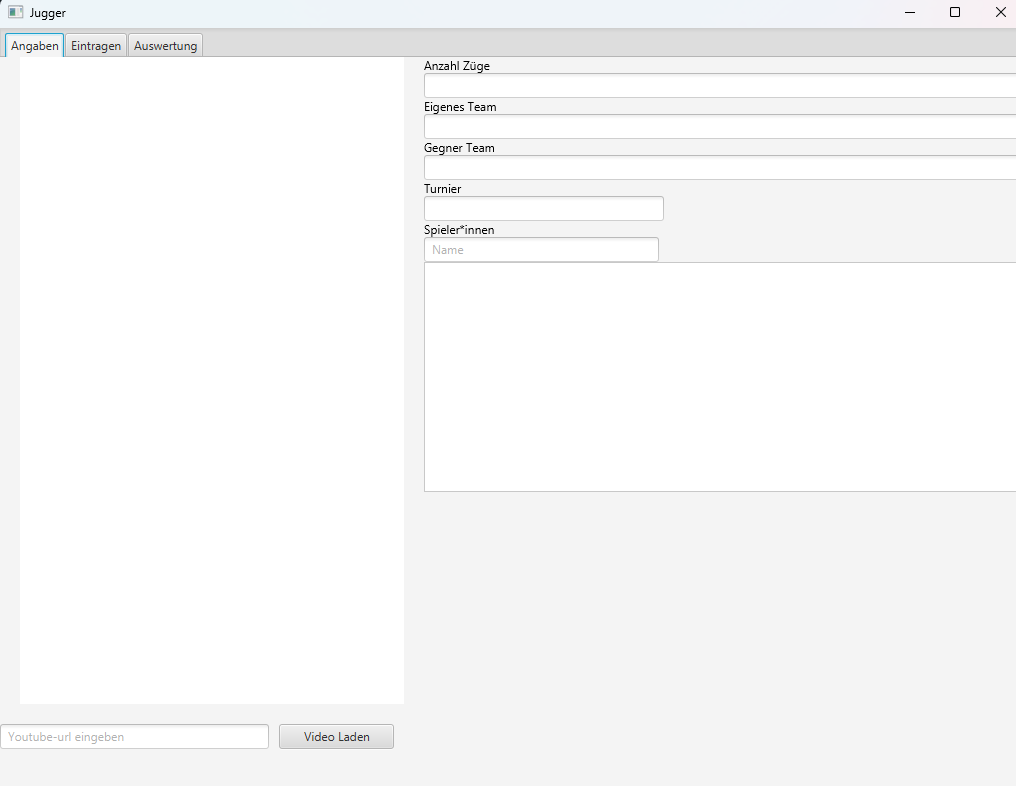 Jugger
Angaben Eintragen Auswertung
Anzahl Züge
Eigenes Team
Gegner Team
Turnier
Spieler*innen
Name
Youtube-url eingeben Video Laden